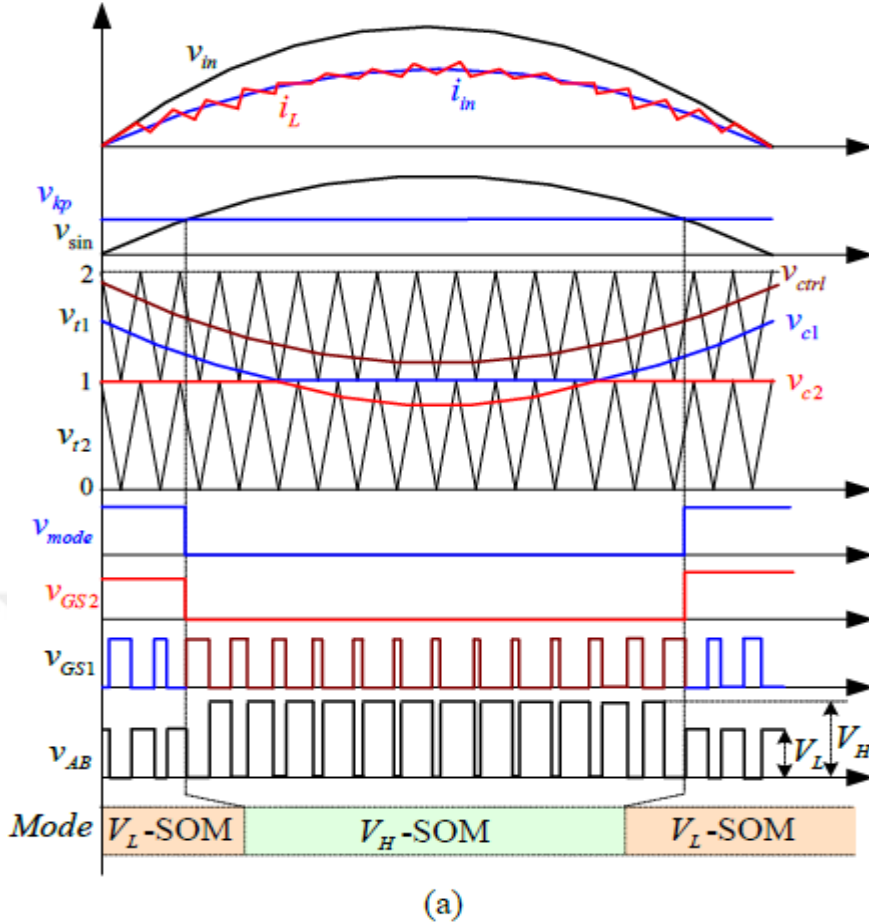 v_in
i_L
i_in
v_kp
v_sin
2
v_ctrl
v_t1
v_c1
1
v_c2
v_t2
0
v_mode
v_GS2
v_GS1
v_AB
V_L
V_H
Mode
V_L-SOM
V_H-SOM
V_L-SOM
(a)